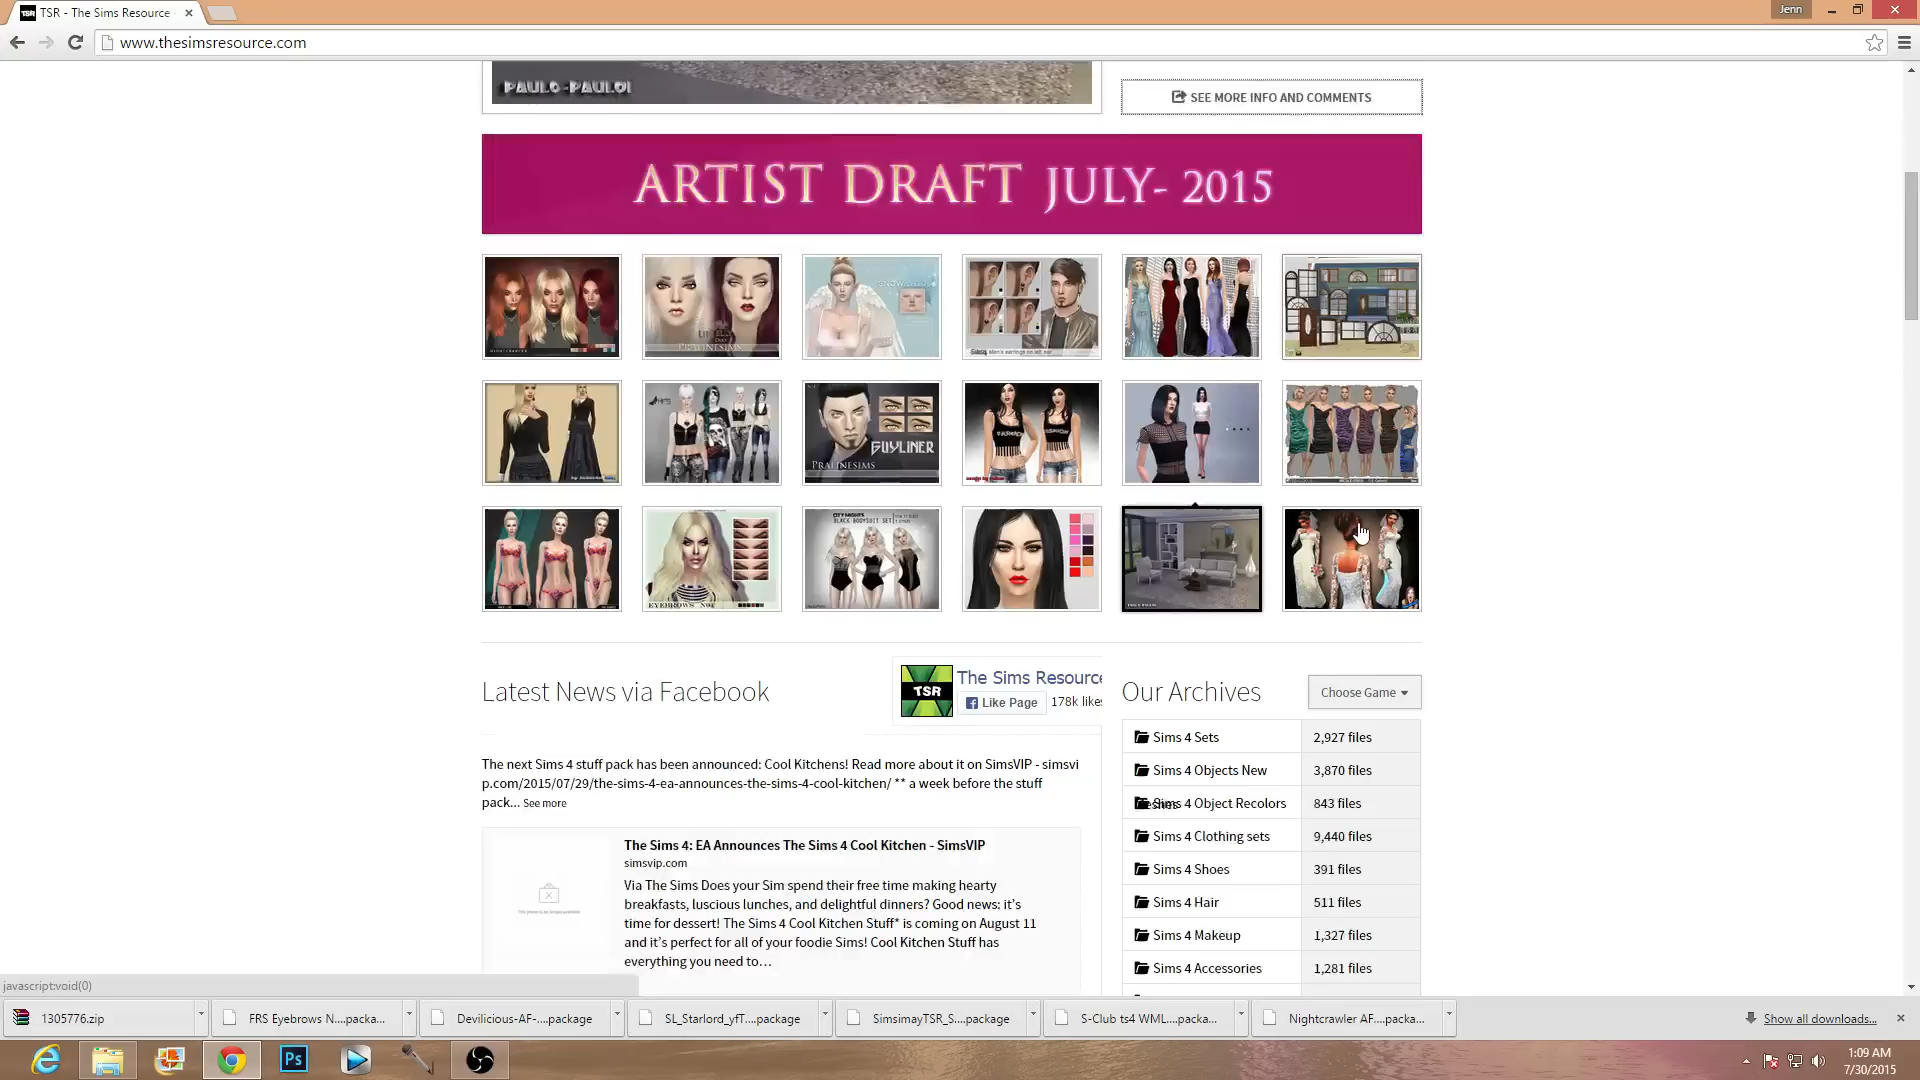 TSR - The Sims Resource
Jenn
www.thesimsresource.com
PAULO-PAULOL
SEE MORE INFO AND COMMENTS
ARTIST DRAFT JULY- 2015
PRALINESIMS
GUYLINER
PRALINESIMS
CITY NIGHTS
BLACK BODYSUIT SET
EYEBROWS N04
Latest News via Facebook
TSR
The Sims Resource
Like Page
178k likes
Our Archives
Choose Game
The next Sims 4 stuff pack has been announced: Cool Kitchens! Read more about it on SimsVIP - simsvi
p.com/2015/07/29/the-sims-4-ea-announces-the-sims-4-cool-kitchen/ ** a week before the stuff
pack... See more
The Sims 4: EA Announces The Sims 4 Cool Kitchen - SimsVIP
simsvip.com
Via The Sims Does your Sim spend their free time making hearty
breakfasts, luscious lunches, and delightful dinners? Good news: it's
time for dessert! The Sims 4 Cool Kitchen Stuff* is coming on August 11
and it's perfect for all of your foodie Sims! Cool Kitchen Stuff has
everything you need to…
Sims 4 Sets 2,927 files
Sims 4 Objects New 3,870 files
Sims 4 Object Recolors 843 files
Sims 4 Clothing sets 9,440 files
Sims 4 Shoes 391 files
Sims 4 Hair 511 files
Sims 4 Makeup 1,327 files
Sims 4 Accessories 1,281 files
javascript:void(0)
1305776.zip
FRS Eyebrows N....packa...
Devilicious-AF-....package
SL_Starlord_yfT....package
SimsimayTSR_S....package
S-Club ts4 WML....packa...
Nightcrawler AF....packa...
Show all downloads...
Ps
1:09 AM
7/30/2015